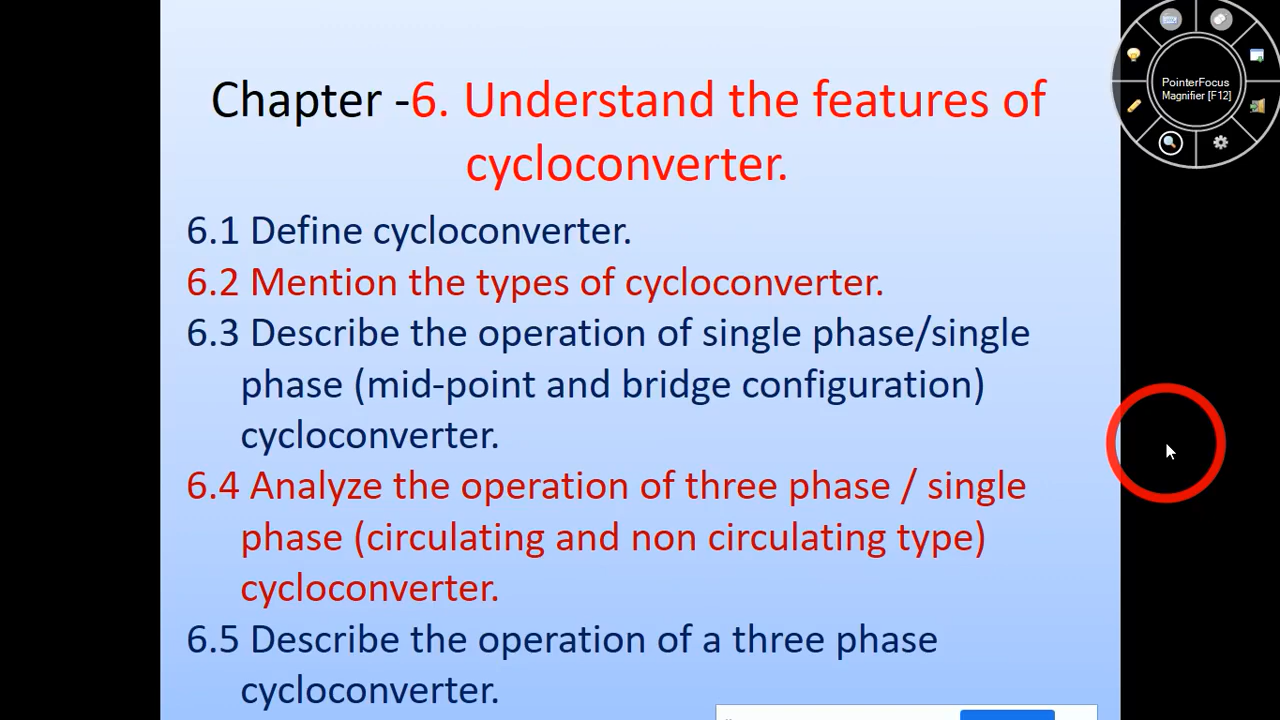 Chapter -6. Understand the features of
cycloconverter.
6.1 Define cycloconverter.
6.2 Mention the types of cycloconverter.
6.3 Describe the operation of single phase/single
phase (mid-point and bridge configuration)
cycloconverter.
6.4 Analyze the operation of three phase / single
phase (circulating and non circulating type)
cycloconverter.
6.5 Describe the operation of a three phase
cycloconverter.
PointerFocus
Magnifier [F12]